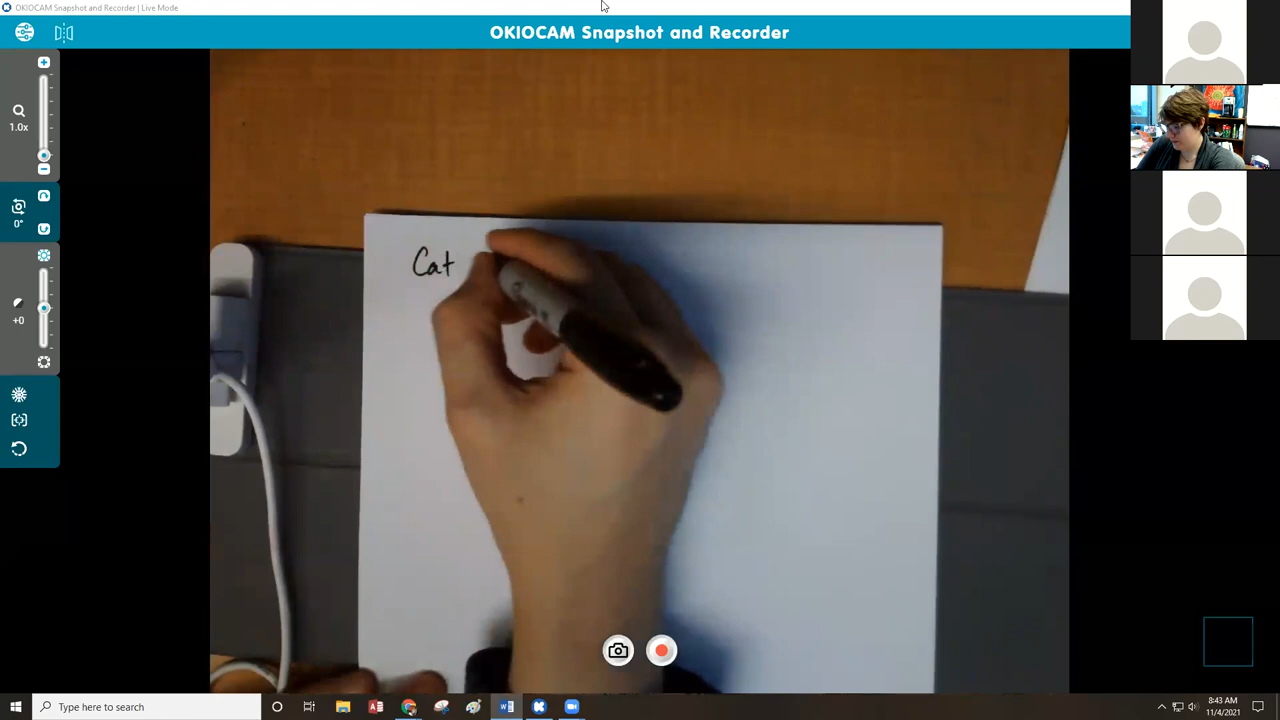 OKIOCAM Snapshot and Recorder | Live Mode
OKIOCAM Snapshot and Recorder
1.0x
0°
+0
Cat
Type here to search
8:43 AM
11/4/2021